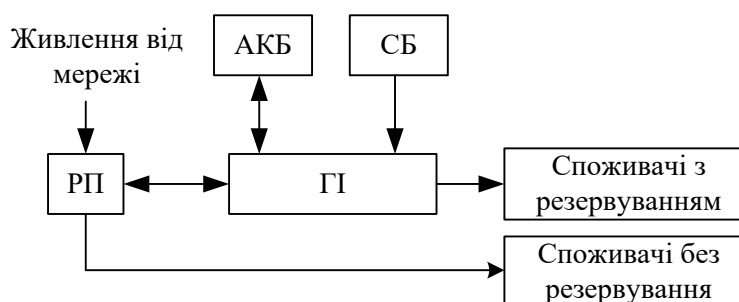 Живлення від
мережі
АКБ
СБ
РП
ГІ
Споживачі з
резервуванням
Споживачі без
резервування